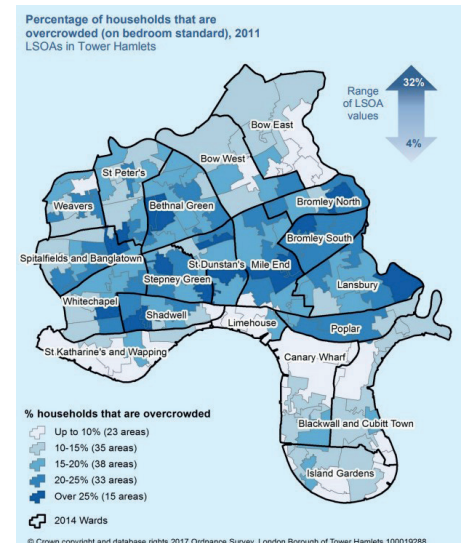 Percentage of households that are
overcrowded (on bedroom standard), 2011
LSOAs in Tower Hamlets
32%
Range
of LSOA
values
4%
Bow East
Bow West
St Peter's
Weavers
Bethnal Green
Bromley North
Bromley South
Spitalfields and Banglatown
St Dunstan's
Mile End
Stepney Green
Lansbury
Whitechapel
Shadwell
Limehouse
Poplar
St Katharine's and Wapping
Canary Wharf
Blackwall and Cubitt Town
Island Gardens
% households that are overcrowded
Up to 10% (23 areas)
10-15% (35 areas)
15-20% (38 areas)
20-25% (33 areas)
Over 25% (15 areas)
2014 Wards
© Crown copyright and database rights 2017 Ordnance Survey, London Borough of Tower Hamlets 100019288